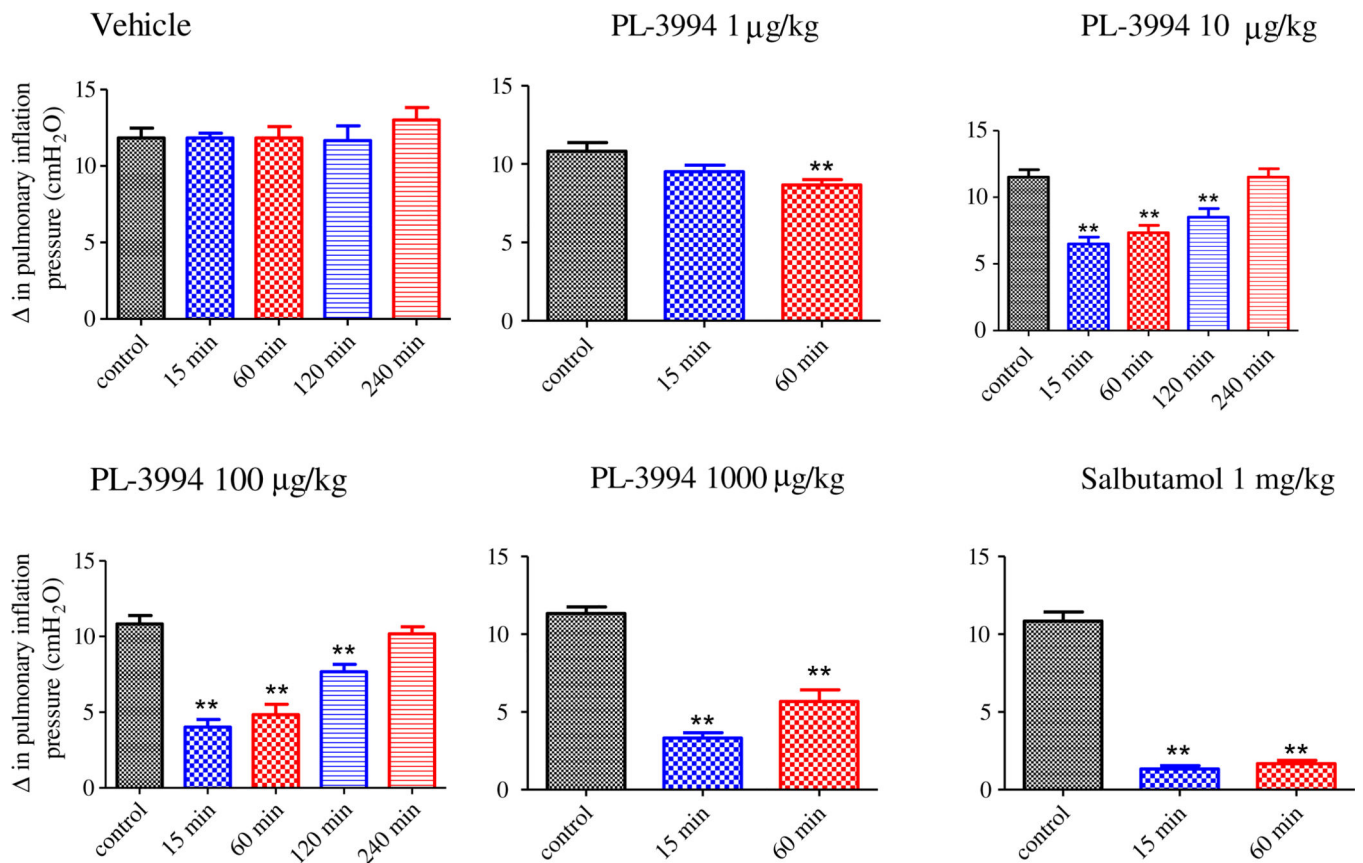 Vehicle
Δ in pulmonary inflation
pressure (cmH₂O)
15
10
5
0
control
15 min
60 min
120 min
240 min
PL-3994 1 μg/kg
15
10
5
0
control
15 min
60 min
**
PL-3994 10 μg/kg
15
10
5
0
control
15 min
60 min
120 min
240 min
**
**
**
PL-3994 100 μg/kg
Δ in pulmonary inflation
pressure (cmH₂O)
15
10
5
0
control
15 min
60 min
120 min
240 min
**
**
**
PL-3994 1000 μg/kg
15
10
5
0
control
15 min
60 min
**
**
Salbutamol 1 mg/kg
15
10
5
0
control
15 min
60 min
**
**